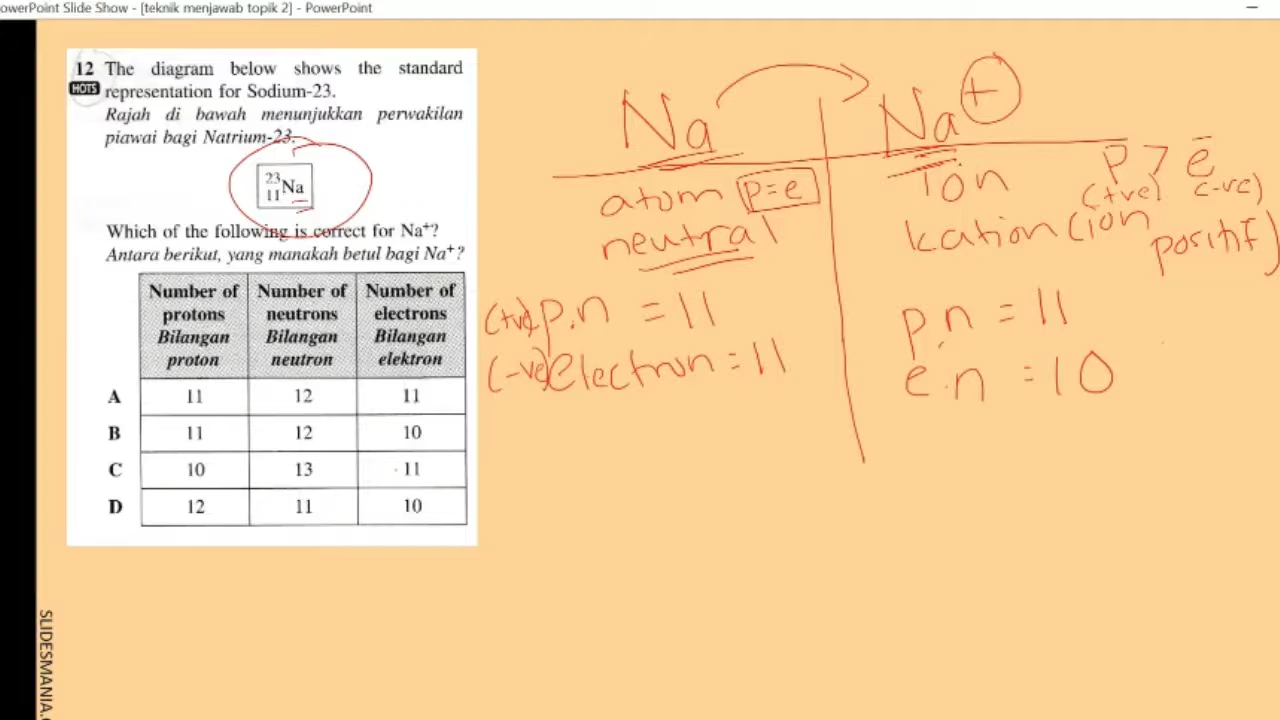 owerPoint Slide Show - [teknik menjawab topik 2] - PowerPoint
12 The diagram below shows the standard
HOTS representation for Sodium-23.
Rajah di bawah menunjukkan perwakilan
piawai bagi Natrium-23.
23
11 Na
Which of the following is correct for Na⁺?
Antara berikut, yang manakah betul bagi Na⁺?
Number of protons Bilangan proton | Number of neutrons Bilangan neutron | Number of electrons Bilangan elektron
A 11 12 11
B 11 12 10
C 10 13 11
D 12 11 10
Na
atom p=e
neutral
(+ve) p.n = 11
(-ve) electron = 11
Na +
ion
p > e̅
(+ve) (-ve)
kation (ion
positif)
p.n = 11
e.n = 10
SLIDESMANIA.